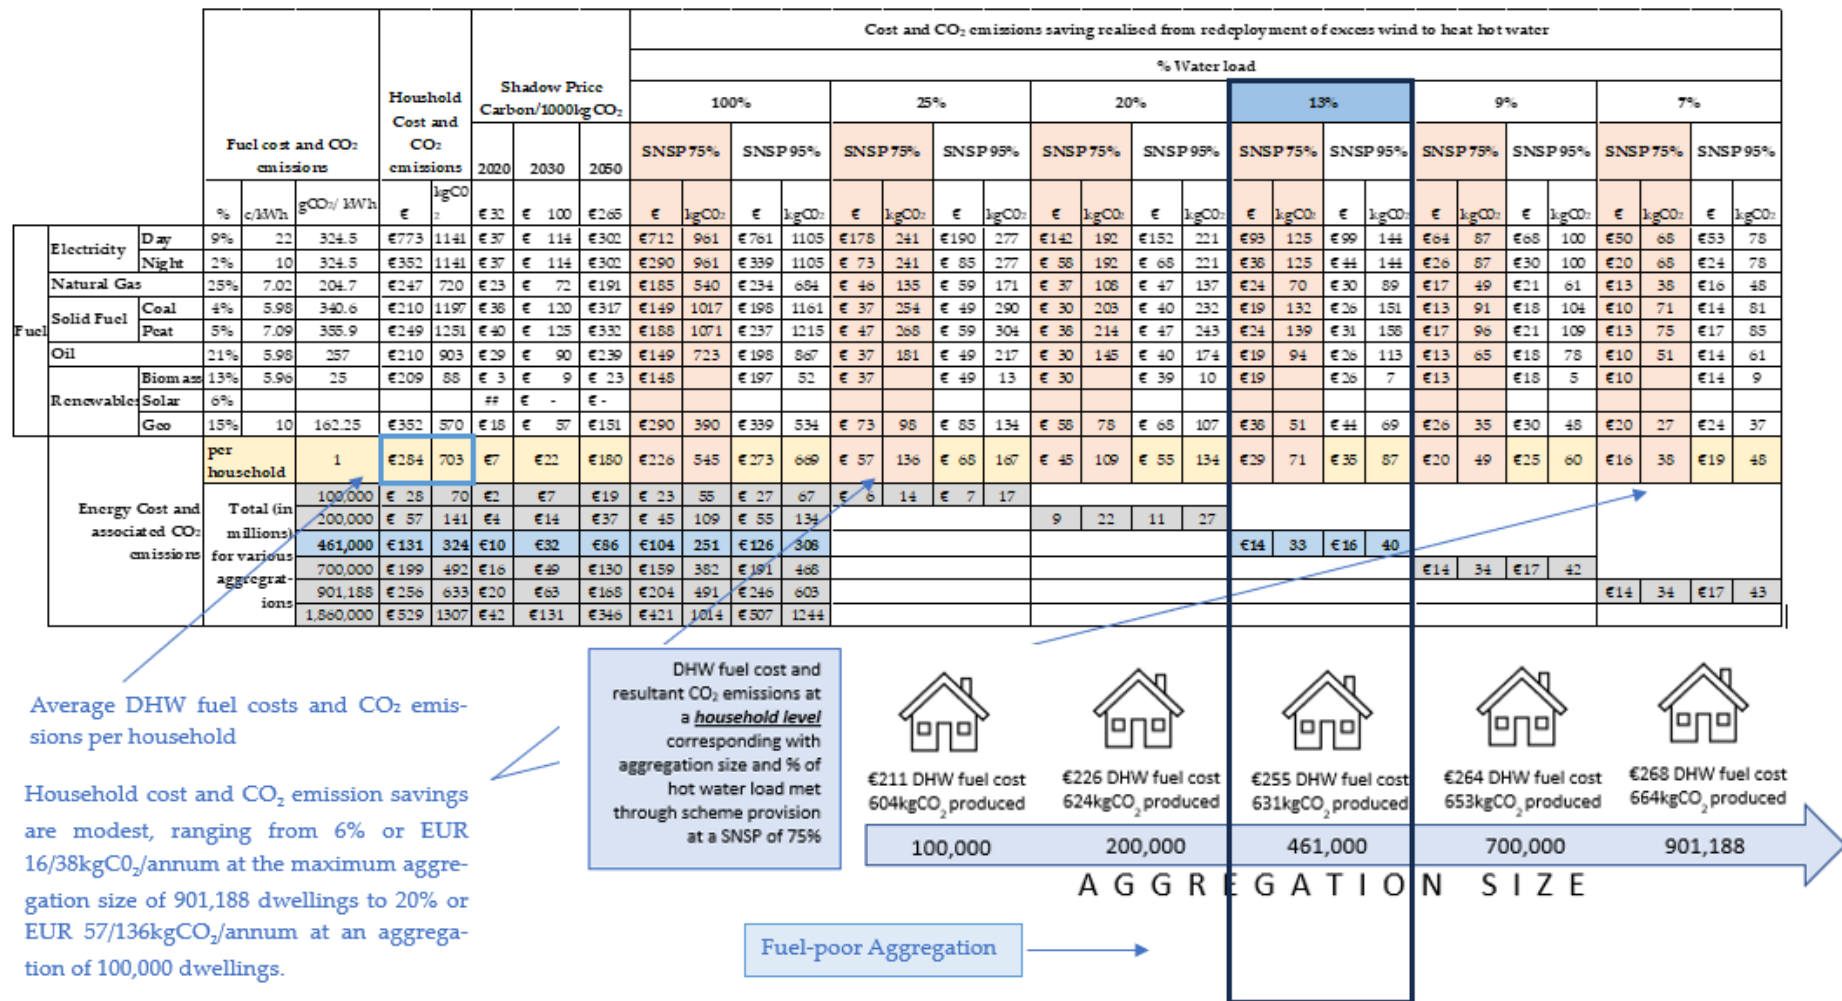 Cost and CO₂ emissions saving realised from redeployment of excess wind to heat hot water
% Water load
Fuel cost and CO₂ emissions Houshold Cost and CO₂ emissions Shadow Price Carbon/1000kg CO₂ 100% 25% 20% 13% 9% 7%
2020 2030 2050 SNSP 75% SNSP 95% SNSP 75% SNSP 95% SNSP 75% SNSP 95% SNSP 75% SNSP 95% SNSP 75% SNSP 95% SNSP 75% SNSP 95%
% c/kWh gCO₂/ kWh € kgCO2 €32 € 100 €265 € kgCO₂ € kgCO₂ € kgCO₂ € kgCO₂ € kgCO₂ € kgCO₂ € kgCO₂ € kgCO₂ € kgCO₂ € kgCO₂ € kgCO₂ € kgCO₂
Fuel
Electricity Day 9% 22 324.5 €773 1141 €37 € 114 €302 €712 961 €761 1105 €178 241 €190 277 €142 192 €152 221 €93 125 €99 144 €64 87 €68 100 €50 68 €53 78
Night 2% 10 324.5 €352 1141 €37 € 114 €302 €290 961 €339 1105 € 73 241 € 85 277 € 58 192 € 68 221 €38 125 €44 144 €26 87 €30 100 €20 68 €24 78
Natural Gas 25% 7.02 204.7 €247 720 €23 € 72 €191 €185 540 €234 684 € 46 135 € 59 171 € 37 108 € 47 137 €24 70 €30 89 €17 49 €21 61 €13 38 €16 48
Solid Fuel Coal 4% 5.98 340.6 €210 1197 €38 € 120 €317 €149 1017 €198 1161 € 37 254 € 49 290 € 30 203 € 40 232 €19 132 €26 151 €13 91 €18 104 €10 71 €14 81
Peat 5% 7.09 355.9 €249 1251 €40 € 125 €332 €188 1071 €237 1215 € 47 268 € 59 304 € 38 214 € 47 243 €24 139 €31 158 €17 96 €21 109 €13 75 €17 85
Oil 21% 5.98 257 €210 903 €29 € 90 €239 €149 723 €198 867 € 37 181 € 49 217 € 30 145 € 40 174 €19 94 €26 113 €13 65 €18 78 €10 51 €14 61
Renewables Biomass 13% 5.96 25 €209 88 € 3 € 9 € 23 €148 €197 52 € 37 € 49 13 € 30 € 39 10 €19 €26 7 €13 €18 5 €10 €14 9
Solar 6% ## € - € -
Geo 15% 10 162.25 €352 570 €18 € 57 €151 €290 390 €339 534 € 73 98 € 85 134 € 58 78 € 68 107 €38 51 €44 69 €26 35 €30 48 €20 27 €24 37
Energy Cost and associated CO₂ emissions
per household 1 €284 703 €7 €22 €180 €226 545 €273 669 € 57 136 € 68 167 € 45 109 € 55 134 €29 71 €35 87 €20 49 €25 60 €16 38 €19 48
Total (in millions) for various aggregrat-ions
100,000 € 28 70 €2 €7 €19 € 23 55 € 27 67 € 6 14 € 7 17
200,000 € 57 141 €4 €14 €37 € 45 109 € 55 134 9 22 11 27
461,000 €131 324 €10 €32 €86 €104 251 €126 308 €14 33 €16 40
700,000 €199 492 €16 €49 €130 €159 382 €191 468 €14 34 €17 42
901,188 €256 633 €20 €63 €168 €204 491 €246 603 €14 34 €17 43
1,860,000 €529 1307 €42 €131 €346 €421 1014 €507 1244
Average DHW fuel costs and CO₂ emis-
sions per household
Household cost and CO₂ emission savings
are modest, ranging from 6% or EUR
16/38kgC0₂/annum at the maximum aggre-
gation size of 901,188 dwellings to 20% or
EUR 57/136kgCO₂/annum at an aggrega-
tion of 100,000 dwellings.
DHW fuel cost and
resultant CO₂ emissions at
a household level
corresponding with
aggregation size and % of
hot water load met
through scheme provision
at a SNSP of 75%
€211 DHW fuel cost
604kgCO₂ produced
€226 DHW fuel cost
624kgCO₂ produced
€255 DHW fuel cost
631kgCO₂ produced
€264 DHW fuel cost
653kgCO₂ produced
€268 DHW fuel cost
664kgCO₂ produced
100,000 200,000 461,000 700,000 901,188
AGGREGATION SIZE
Fuel-poor Aggregation